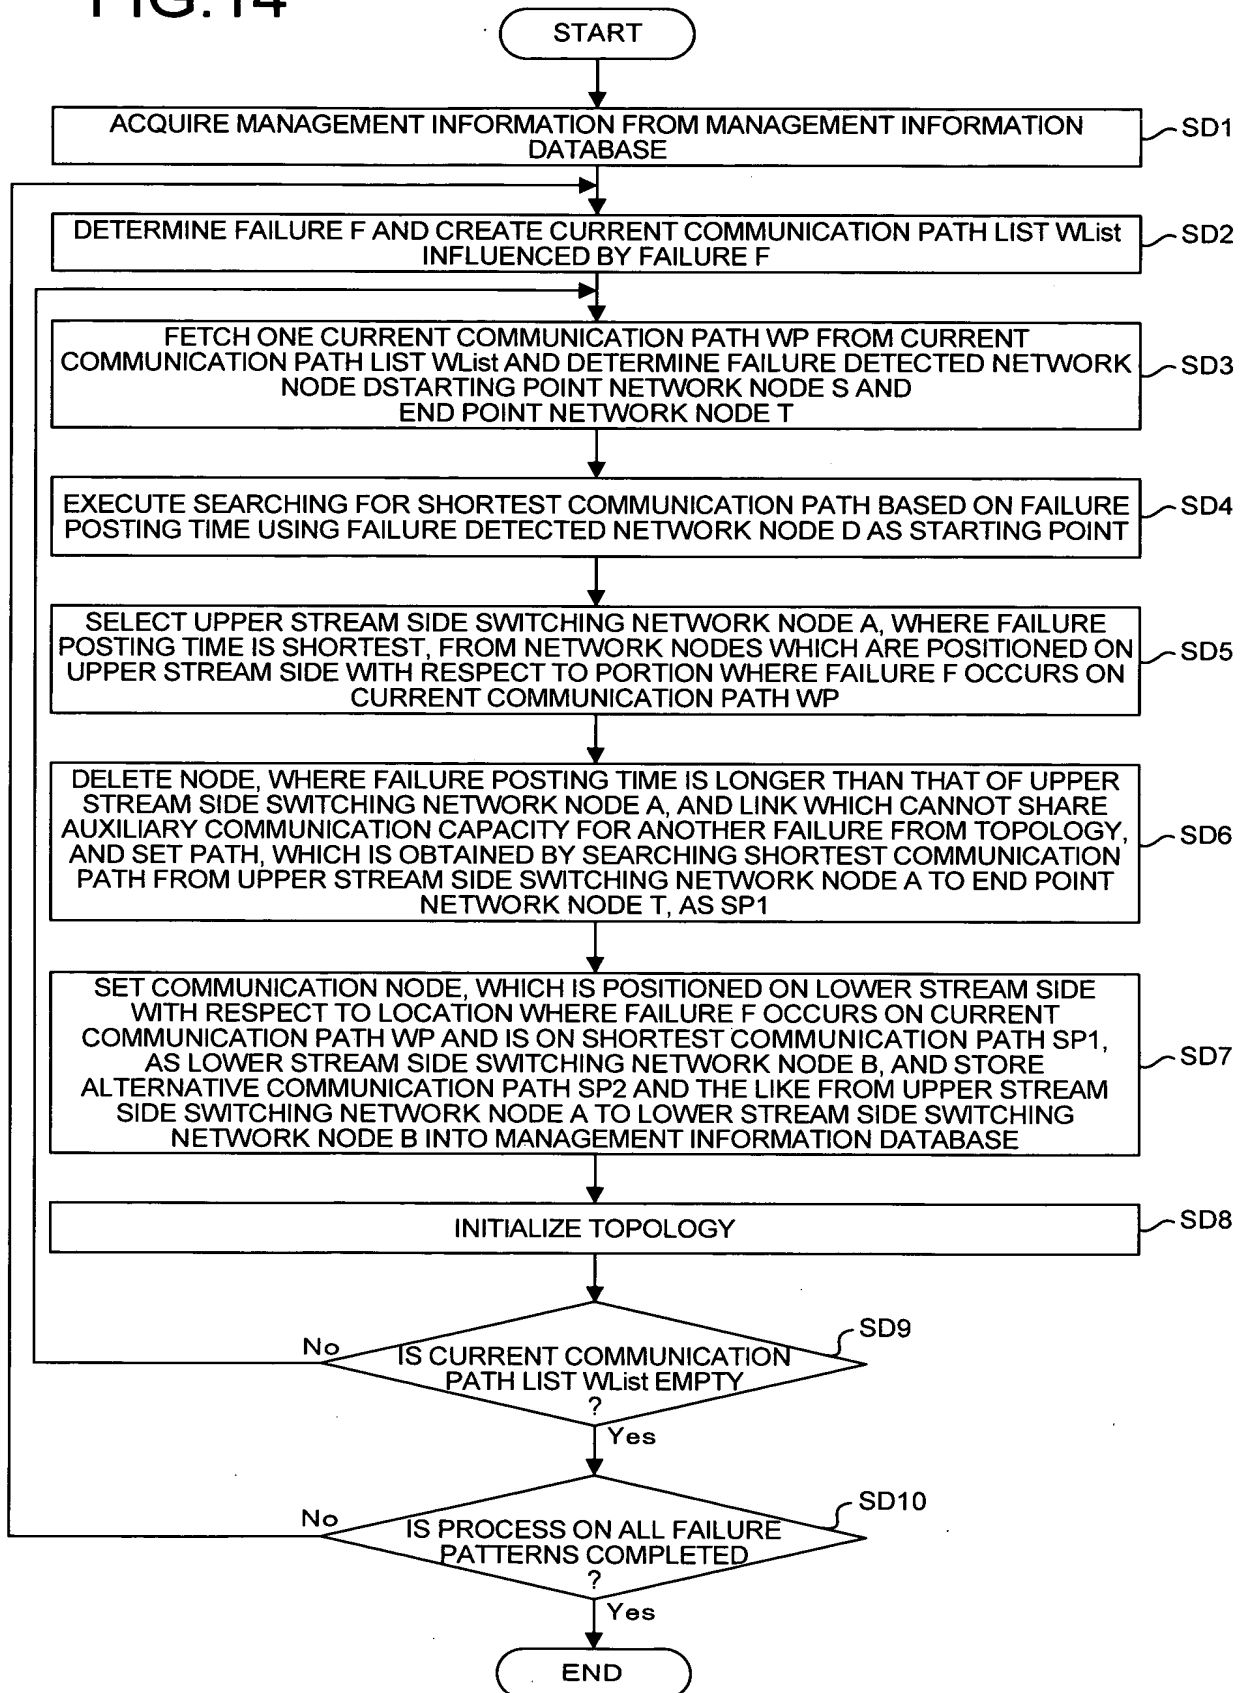 FIG.14
START
ACQUIRE MANAGEMENT INFORMATION FROM MANAGEMENT INFORMATION
DATABASE
SD1
DETERMINE FAILURE F AND CREATE CURRENT COMMUNICATION PATH LIST WList
INFLUENCED BY FAILURE F
SD2
FETCH ONE CURRENT COMMUNICATION PATH WP FROM CURRENT
COMMUNICATION PATH LIST WList AND DETERMINE FAILURE DETECTED NETWORK
NODE DSTARTING POINT NETWORK NODE S AND
END POINT NETWORK NODE T
SD3
EXECUTE SEARCHING FOR SHORTEST COMMUNICATION PATH BASED ON FAILURE
POSTING TIME USING FAILURE DETECTED NETWORK NODE D AS STARTING POINT
SD4
SELECT UPPER STREAM SIDE SWITCHING NETWORK NODE A, WHERE FAILURE
POSTING TIME IS SHORTEST, FROM NETWORK NODES WHICH ARE POSITIONED ON
UPPER STREAM SIDE WITH RESPECT TO PORTION WHERE FAILURE F OCCURS ON
CURRENT COMMUNICATION PATH WP
SD5
DELETE NODE, WHERE FAILURE POSTING TIME IS LONGER THAN THAT OF UPPER
STREAM SIDE SWITCHING NETWORK NODE A, AND LINK WHICH CANNOT SHARE
AUXILIARY COMMUNICATION CAPACITY FOR ANOTHER FAILURE FROM TOPOLOGY,
AND SET PATH, WHICH IS OBTAINED BY SEARCHING SHORTEST COMMUNICATION
PATH FROM UPPER STREAM SIDE SWITCHING NETWORK NODE A TO END POINT
NETWORK NODE T, AS SP1
SD6
SET COMMUNICATION NODE, WHICH IS POSITIONED ON LOWER STREAM SIDE
WITH RESPECT TO LOCATION WHERE FAILURE F OCCURS ON CURRENT
COMMUNICATION PATH WP AND IS ON SHORTEST COMMUNICATION PATH SP1,
AS LOWER STREAM SIDE SWITCHING NETWORK NODE B, AND STORE
ALTERNATIVE COMMUNICATION PATH SP2 AND THE LIKE FROM UPPER STREAM
SIDE SWITCHING NETWORK NODE A TO LOWER STREAM SIDE SWITCHING
NETWORK NODE B INTO MANAGEMENT INFORMATION DATABASE
SD7
INITIALIZE TOPOLOGY
SD8
No
IS CURRENT COMMUNICATION
PATH LIST WList EMPTY
?
SD9
Yes
No
IS PROCESS ON ALL FAILURE
PATTERNS COMPLETED
?
SD10
Yes
END